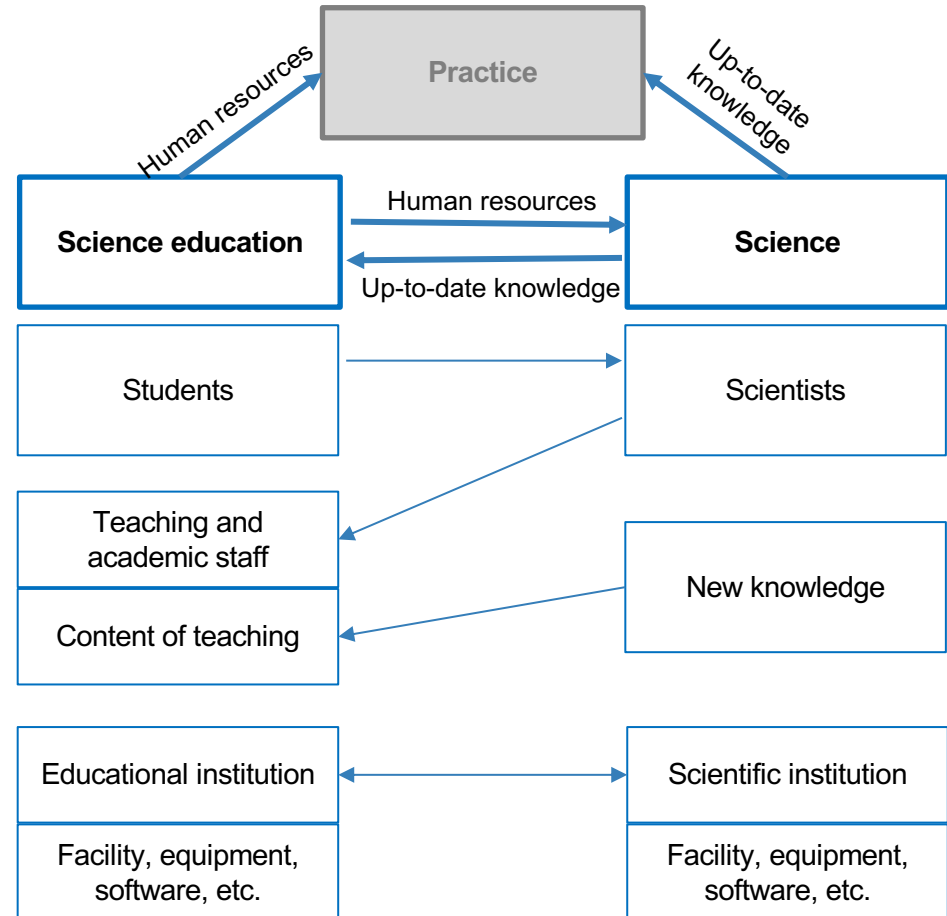 Practice
Human resources
Up-to-date
knowledge
Science education
Human resources
Up-to-date knowledge
Science
Students
Scientists
Teaching and
academic staff
Content of teaching
New knowledge
Educational institution
Scientific institution
Facility, equipment,
software, etc.
Facility, equipment,
software, etc.